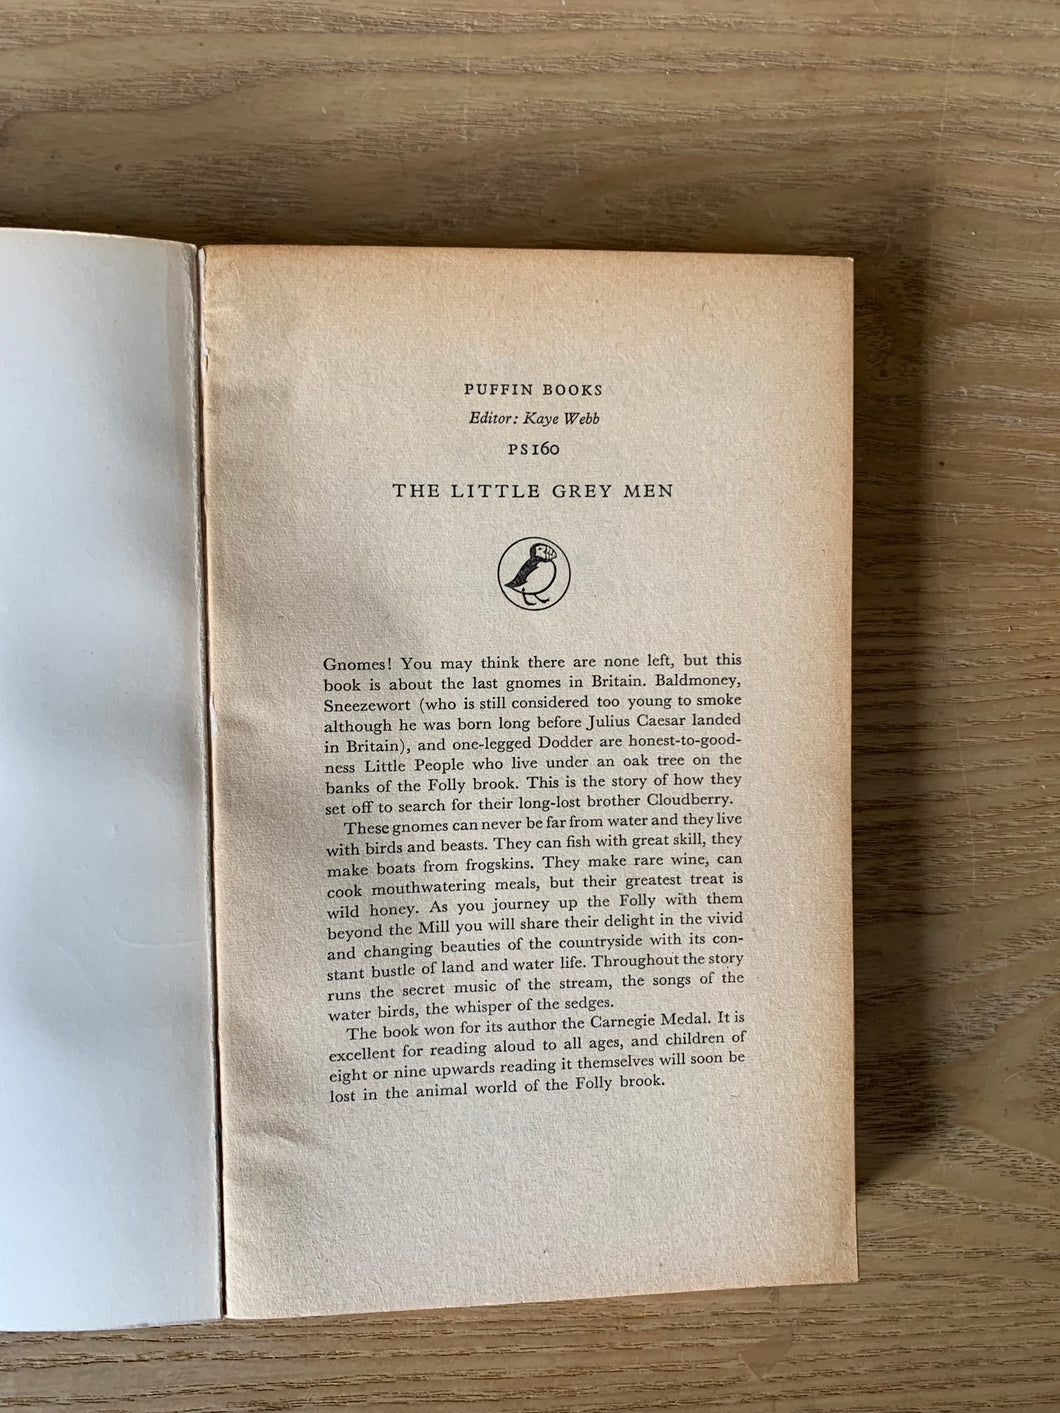 PUFFIN BOOKS
Editor: Kaye Webb
PS160
THE LITTLE GREY MEN
Gnomes! You may think there are none left, but this
book is about the last gnomes in Britain. Baldmoney,
Sneezewort (who is still considered too young to smoke
although he was born long before Julius Caesar landed
in Britain), and one-legged Dodder are honest-to-good-
ness Little People who live under an oak tree on the
banks of the Folly brook. This is the story of how they
set off to search for their long-lost brother Cloudberry.
These gnomes can never be far from water and they live
with birds and beasts. They can fish with great skill, they
make boats from frogskins. They make rare wine, can
cook mouthwatering meals, but their greatest treat is
wild honey. As you journey up the Folly with them
beyond the Mill you will share their delight in the vivid
and changing beauties of the countryside with its con-
stant bustle of land and water life. Throughout the story
runs the secret music of the stream, the songs of the
water birds, the whisper of the sedges.
The book won for its author the Carnegie Medal. It is
excellent for reading aloud to all ages, and children of
eight or nine upwards reading it themselves will soon be
lost in the animal world of the Folly brook.